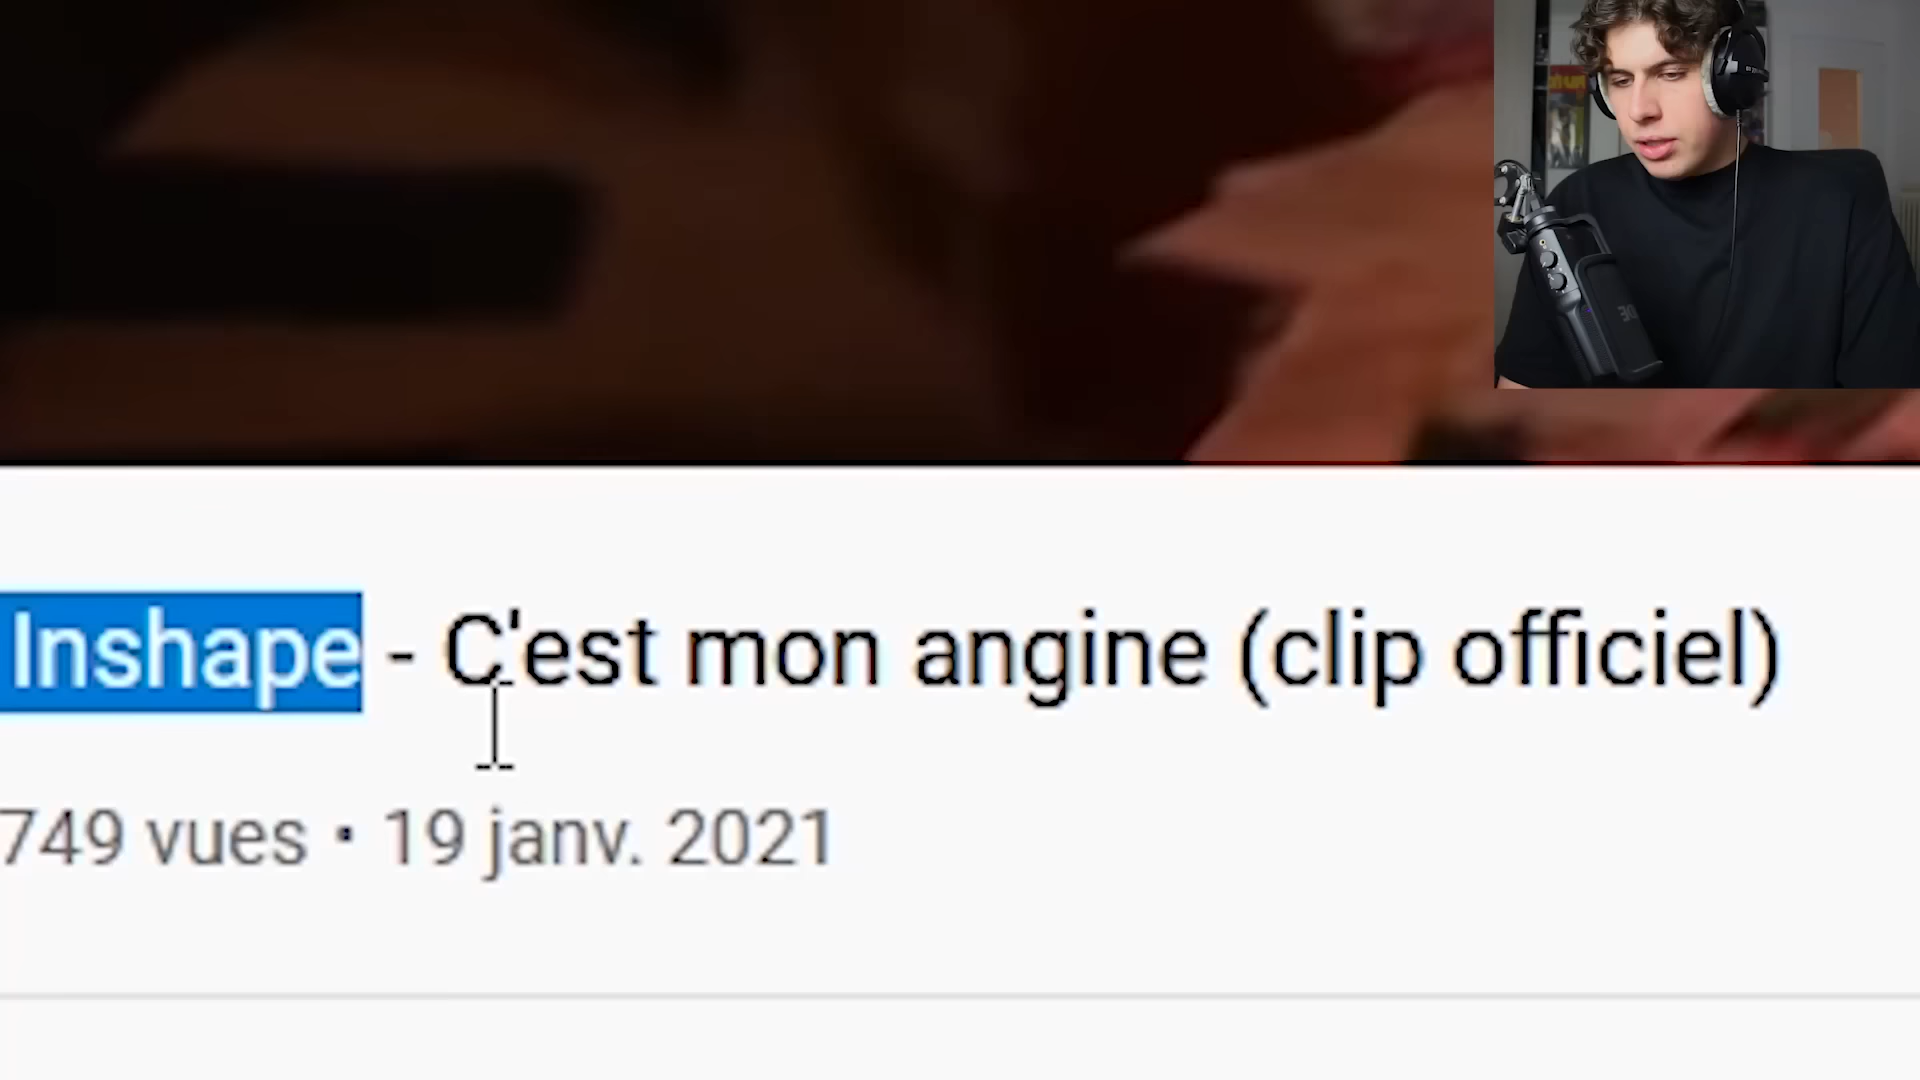 Inshape - C'est mon angine (clip officiel)
749 vues • 19 janv. 2021